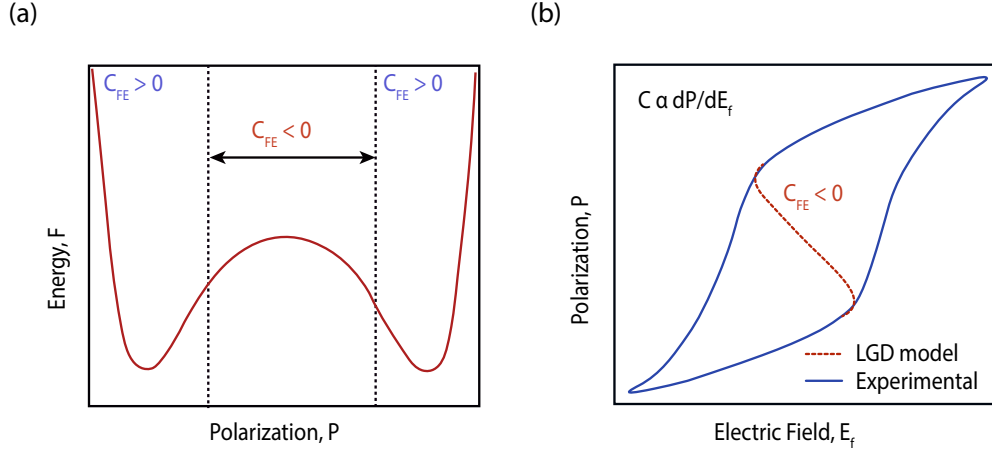 (a)
C_FE > 0
C_FE > 0
C_FE < 0
Energy, F
Polarization, P
(b)
C α dP/dE_f
C_FE < 0
Polarization, P
LGD model
Experimental
Electric Field, E_f